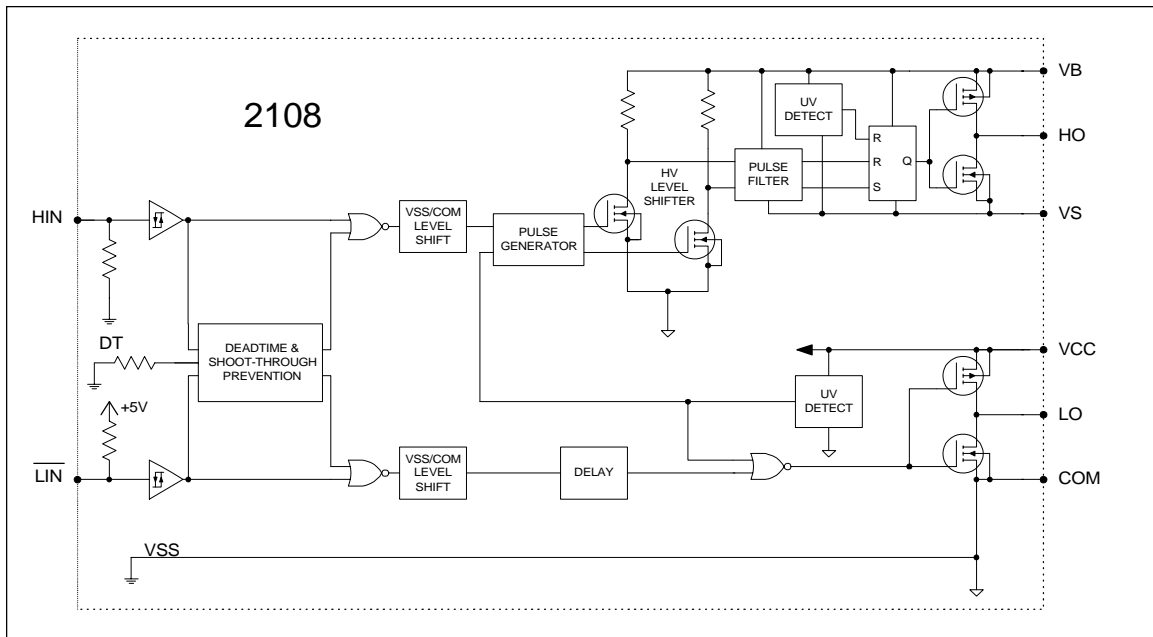 2108
VB
UV
DETECT
R
HO
R
Q
PULSE
FILTER
S
HV
LEVEL
SHIFTER
VS
HIN
VSS/COM
LEVEL
SHIFT
PULSE
GENERATOR
DT
DEADTIME &
SHOOT-THROUGH
PREVENTION
VCC
UV
DETECT
+5V
LO
LIN
VSS/COM
LEVEL
SHIFT
DELAY
COM
VSS